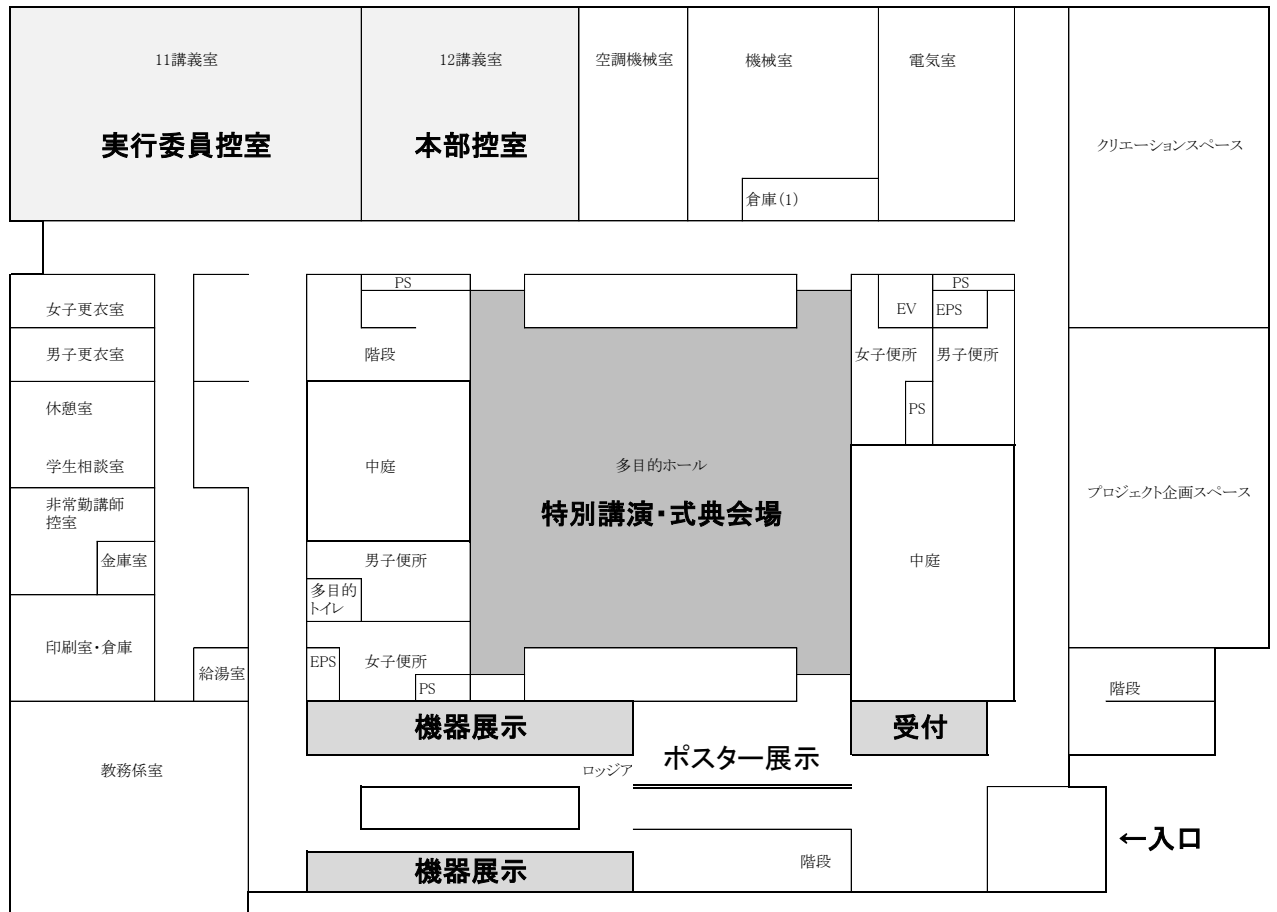 11講義室
12講義室
空調機械室
機械室
電気室
実行委員控室
本部控室
クリエーションスペース
倉庫(1)
PS
PS
女子更衣室
EV
EPS
男子更衣室
階段
女子便所
男子便所
休憩室
PS
学生相談室
中庭
多目的ホール
プロジェクト企画スペース
非常勤講師
控室
特別講演・式典会場
金庫室
男子便所
中庭
多目的
トイレ
印刷室・倉庫
給湯室
EPS
女子便所
PS
階段
機器展示
受付
教務係室
ロッジア
ポスター展示
←入口
機器展示
階段